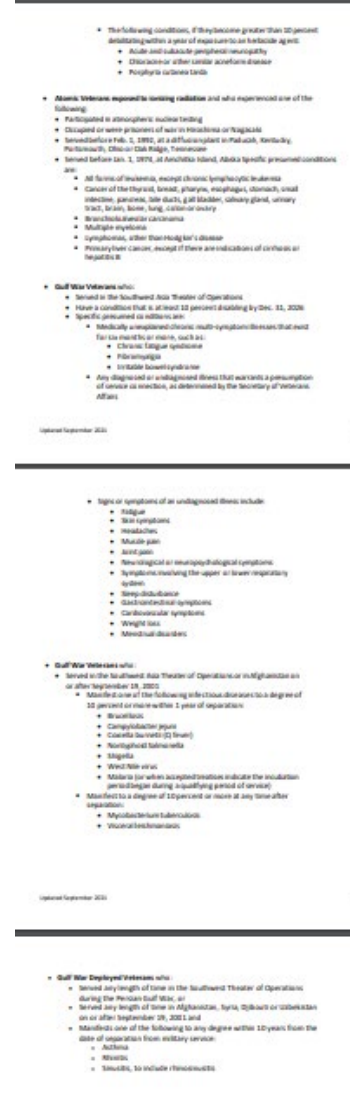 The following conditions, if they become greater than 10 percent
debilitating within a year of exposure to an herbicide agent:
Acute and subacute peripheral neuropathy
Chloracne or other similar acneform disease
Porphyria cutanea tarda
Atomic Veterans exposed to ionizing radiation and who experienced one of the
following:
Participated in atmospheric nuclear testing
Occupied or were prisoners of war in Hiroshima or Nagasaki
Served before Feb. 1, 1992, at a diffusion plant in Paducah, Kentucky,
Portsmouth, Ohio or Oak Ridge, Tennessee
Served before Jan. 1, 1974, at Amchitka Island, Alaska Specific presumed conditions
are:
All forms of leukemia, except chronic lymphocytic leukemia
Cancer of the thyroid, breast, pharynx, esophagus, stomach, small
intestine, pancreas, bile ducts, gall bladder, salivary gland, urinary
tract, brain, bone, lung, colon or ovary
Bronchioloalveolar carcinoma
Multiple myeloma
Lymphomas, other than Hodgkin's disease
Primary liver cancer, except if there are indications of cirrhosis or
hepatitis B
Gulf War Veterans who:
Served in the Southwest Asia Theater of Operations
Have a condition that is at least 10 percent disabling by Dec. 31, 2026
Specific presumed conditions are:
Medically unexplained chronic multi-symptom illnesses that exist
for six months or more, such as:
Chronic fatigue syndrome
Fibromyalgia
Irritable bowel syndrome
Any diagnosed or undiagnosed illness that warrants a presumption
of service connection, as determined by the Secretary of Veterans
Affairs
Updated September 2021
Signs or symptoms of an undiagnosed illness include:
Fatigue
Skin symptoms
Headaches
Muscle pain
Joint pain
Neurological or neuropsychological symptoms
Symptoms involving the upper or lower respiratory
system
Sleep disturbance
Gastrointestinal symptoms
Cardiovascular symptoms
Weight loss
Menstrual disorders
Gulf War Veterans who:
Served in the Southwest Asia Theater of Operations or in Afghanistan on
or after September 19, 2001
Manifest one of the following infectious diseases to a degree of
10 percent or more within 1 year of separation:
Brucellosis
Campylobacter jejuni
Coxiella burnetii (Q fever)
Nontyphoid Salmonella
Shigella
West Nile virus
Malaria (or when accepted treatises indicate the incubation
period began during a qualifying period of service)
Manifest to a degree of 10 percent or more at any time after
separation:
Mycobacterium tuberculosis
Visceral leishmaniasis
Updated September 2021
Gulf War Deployed Veterans who:
Served any length of time in the Southwest Theater of Operations
during the Persian Gulf War, or
Served any length of time in Afghanistan, Syria, Djibouti or Uzbekistan
on or after September 19, 2001 and
Manifests one of the following to any degree within 10 years from the
date of separation from military service:
Asthma
Rhinitis
Sinusitis, to include rhinosinusitis